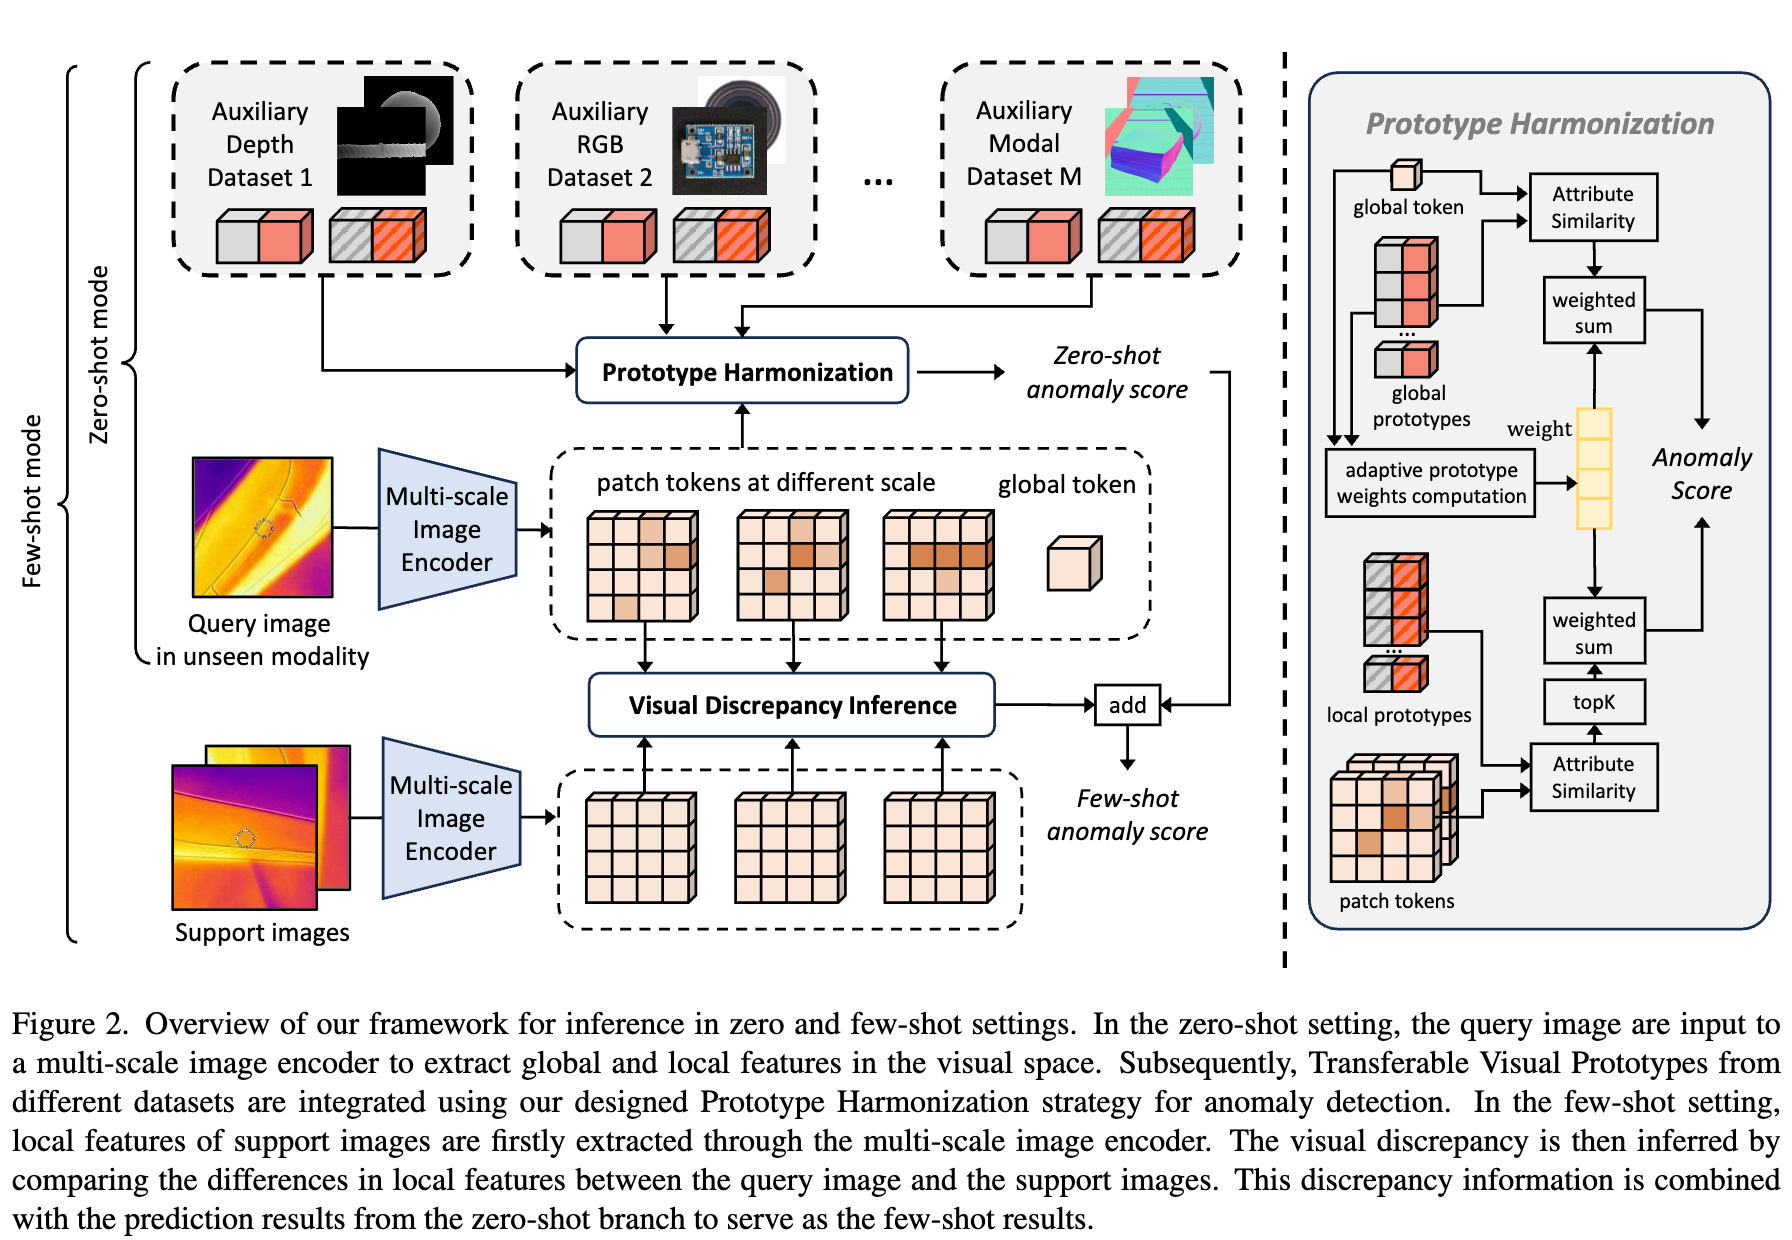 Few-shot mode
Zero-shot mode
Auxiliary
Depth
Dataset 1
Auxiliary
RGB
Dataset 2
...
Auxiliary
Modal
Dataset M
Prototype Harmonization
Zero-shot
anomaly score
Query image
in unseen modality
Multi-scale
Image
Encoder
patch tokens at different scale
global token
Visual Discrepancy Inference
add
Few-shot
anomaly score
Support images
Multi-scale
Image
Encoder
Prototype Harmonization
global token
Attribute
Similarity
...
global
prototypes
weighted
sum
weight
adaptive prototype
weights computation
Anomaly
Score
...
local prototypes
weighted
sum
topK
Attribute
Similarity
patch tokens
Figure 2. Overview of our framework for inference in zero and few-shot settings. In the zero-shot setting, the query image are input to
a multi-scale image encoder to extract global and local features in the visual space. Subsequently, Transferable Visual Prototypes from
different datasets are integrated using our designed Prototype Harmonization strategy for anomaly detection. In the few-shot setting,
local features of support images are firstly extracted through the multi-scale image encoder. The visual discrepancy is then inferred by
comparing the differences in local features between the query image and the support images. This discrepancy information is combined
with the prediction results from the zero-shot branch to serve as the few-shot results.